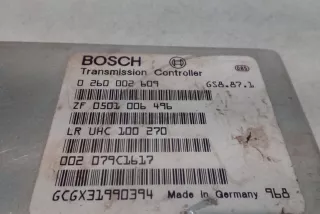 BOSCH
Transmission Controller
0 260 002 609 GS8.87.1
ZF 0501 006 496
LR UHC 100 270
002 079C1617
GCGX31990394 Made in Germany 968